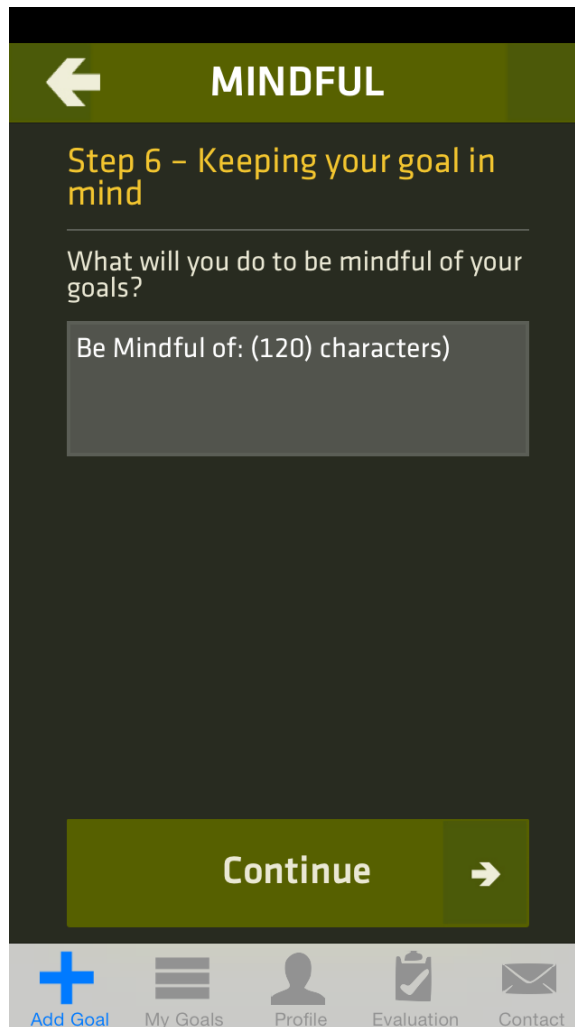 MINDFUL
Step 6 – Keeping your goal in
mind
What will you do to be mindful of your
goals?
Be Mindful of: (120) characters)
Continue
Add Goal
My Goals
Profile
Evaluation
Contact